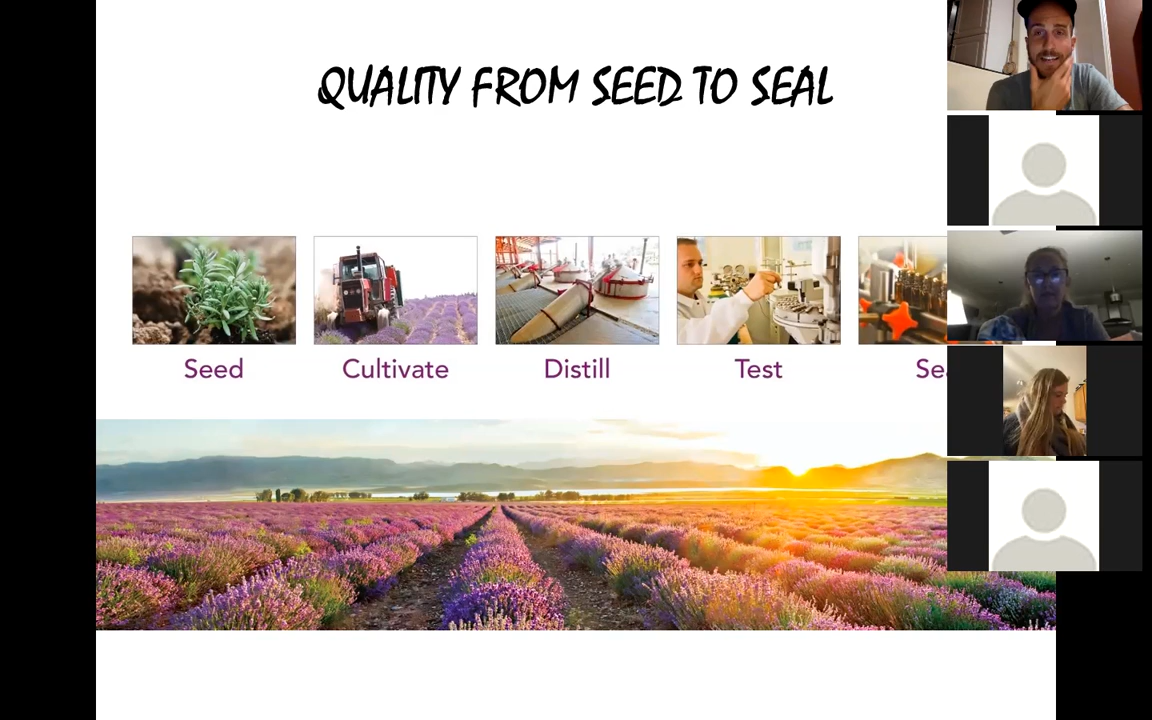 QUALITY FROM SEED TO SEAL
Seed
Cultivate
Distill
Test